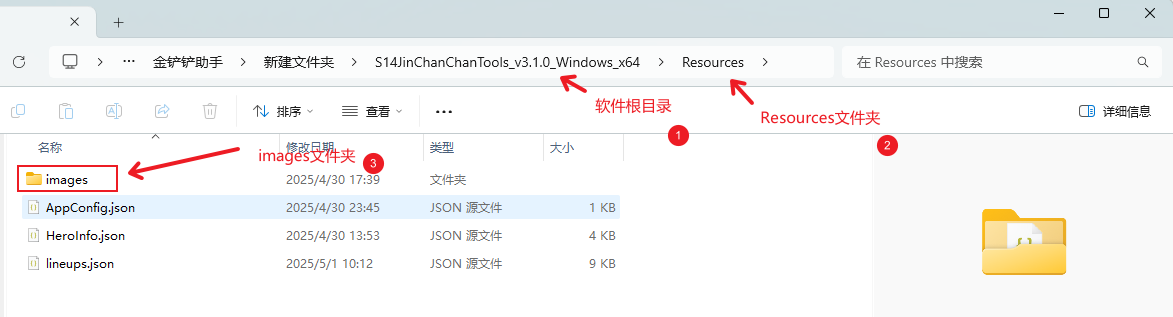 金铲铲助手 新建文件夹 S14JinChanChanTools_v3.1.0_Windows_x64 Resources 在 Resources 中搜索
排序 查看 详细信息
软件根目录 1
Resources文件夹 2
名称 修改日期 类型 大小
images文件夹 3
images 2025/4/30 17:39 文件夹
AppConfig.json 2025/4/30 23:45 JSON 源文件 1 KB
HeroInfo.json 2025/4/30 13:53 JSON 源文件 4 KB
lineups.json 2025/5/1 10:12 JSON 源文件 9 KB